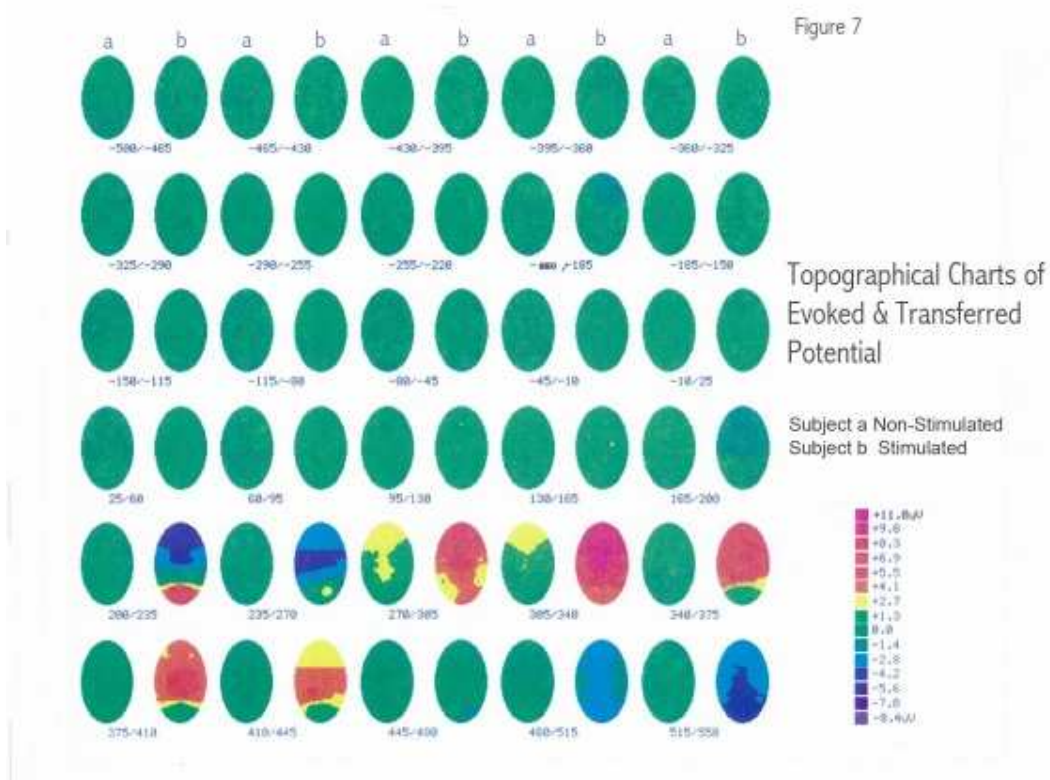 Figure 7
a b a b a b a b a b
-500/-465 -465/-430 -430/-395 -395/-360 -360/-325
-325/-290 -290/-255 -255/-220 -185 -185/-150
-150/-115 -115/-80 -80/-45 -45/-10 -10/25
25/60 60/95 95/130 130/165 165/200
200/235 235/270 270/305 305/340 340/375
375/410 410/445 445/480 480/515 515/550
Topographical Charts of
Evoked & Transferred
Potential
Subject a Non-Stimulated
Subject b Stimulated
+11.0uV
+9.6
+8.3
+6.9
+5.5
+4.1
+2.7
+1.3
0.0
-1.4
-2.8
-4.2
-5.6
-7.0
-8.4uV